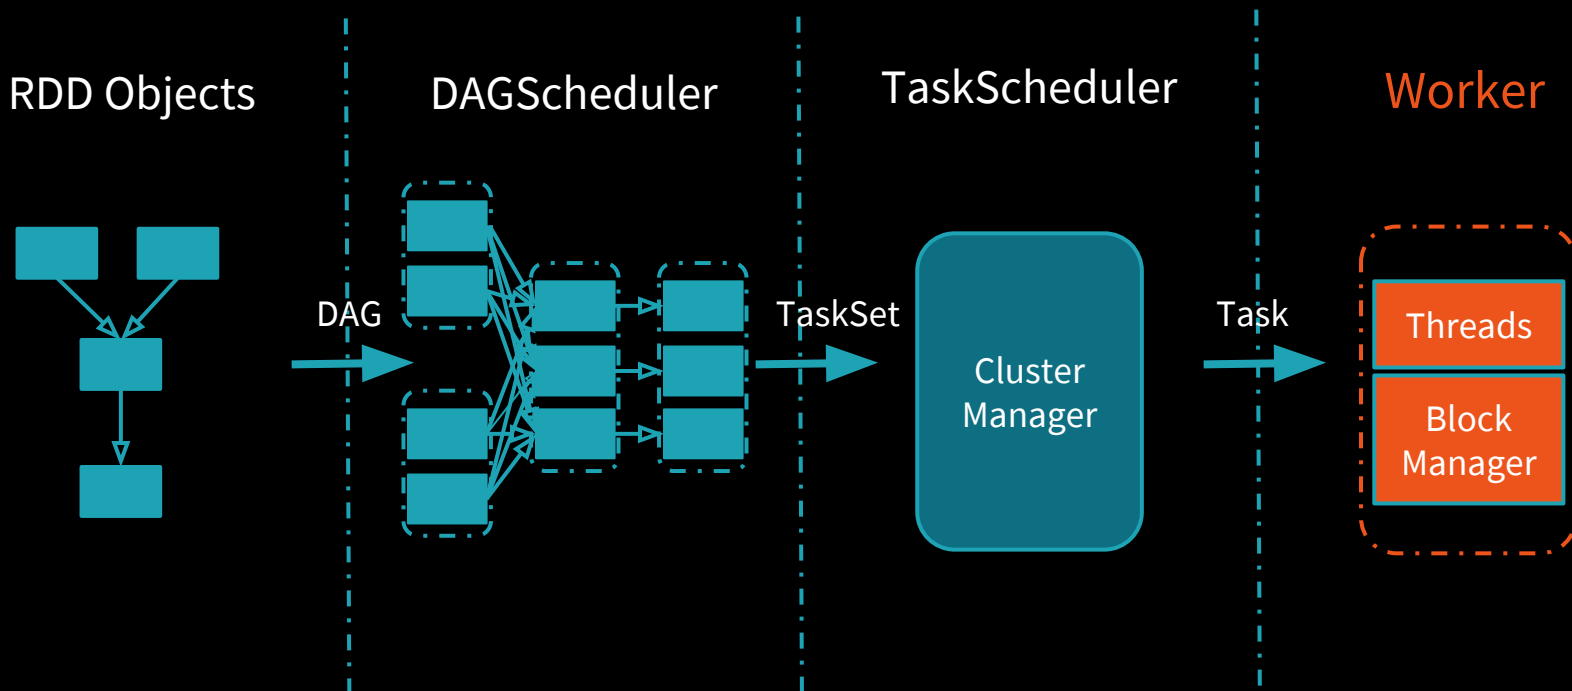 RDD Objects
DAGScheduler
TaskScheduler
Worker
DAG
TaskSet
Task
Cluster
Manager
Threads
Block
Manager